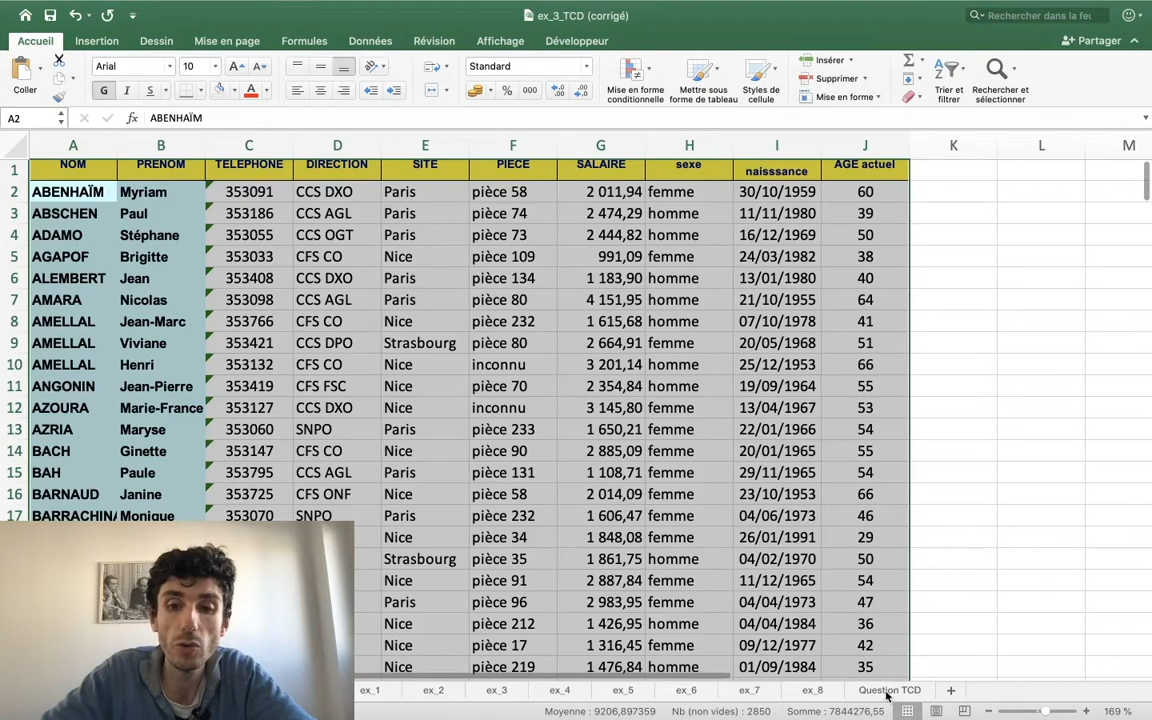 ex_3_TCD (corrigé)
Rechercher dans la feu
Accueil Insertion Dessin Mise en page Formules Données Révision Affichage Développeur Partager
Coller Arial 10 G I S A Standard % 000 Mise en forme conditionnelle Mettre sous forme de tableau Styles de cellule Insérer Supprimer Mise en forme Trier et filtrer Rechercher et sélectionner
A2 fx ABENHAÏM
A B C D E F G H I J K L M
1 NOM PRENOM TELEPHONE DIRECTION SITE PIECE SALAIRE sexe naisssance AGE actuel
2 ABENHAÏM Myriam 353091 CCS DXO Paris pièce 58 2 011,94 femme 30/10/1959 60
3 ABSCHEN Paul 353186 CCS AGL Paris pièce 74 2 474,29 homme 11/11/1980 39
4 ADAMO Stéphane 353055 CCS OGT Paris pièce 73 2 444,82 homme 16/12/1969 50
5 AGAPOF Brigitte 353033 CFS CO Nice pièce 109 991,09 femme 24/03/1982 38
6 ALEMBERT Jean 353408 CCS DXO Paris pièce 134 1 183,90 homme 13/01/1980 40
7 AMARA Nicolas 353098 CCS AGL Paris pièce 80 4 151,95 homme 21/10/1955 64
8 AMELLAL Jean-Marc 353766 CFS CO Nice pièce 232 1 615,68 homme 07/10/1978 41
9 AMELLAL Viviane 353421 CCS DPO Strasbourg pièce 80 2 664,91 femme 20/05/1968 51
10 AMELLAL Henri 353132 CFS CO Nice inconnu 3 201,14 homme 25/12/1953 66
11 ANGONIN Jean-Pierre 353419 CFS FSC Nice pièce 70 2 354,84 homme 19/09/1964 55
12 AZOURA Marie-France 353127 CCS DXO Nice inconnu 3 145,80 femme 13/04/1967 53
13 AZRIA Maryse 353060 SNPO Paris pièce 233 1 650,21 femme 22/01/1966 54
14 BACH Ginette 353147 CFS CO Nice pièce 90 2 885,09 femme 20/01/1965 55
15 BAH Paule 353795 CCS AGL Paris pièce 131 1 108,71 femme 29/11/1965 54
16 BARNAUD Janine 353725 CFS ONF Nice pièce 58 2 014,09 femme 23/10/1953 66
17 BARRACHINA Monique 353070 SNPO Paris pièce 232 1 606,47 femme 04/06/1973 46
Nice pièce 34 1 848,08 femme 26/01/1991 29
Strasbourg pièce 35 1 861,75 homme 04/02/1970 50
Nice pièce 91 2 887,84 femme 11/12/1965 54
Paris pièce 96 2 983,95 femme 04/04/1973 47
Nice pièce 212 1 426,95 homme 04/04/1984 36
Nice pièce 17 1 316,45 femme 09/12/1977 42
Nice pièce 219 1 476,84 homme 01/09/1984 35
ex_1 ex_2 ex_3 ex_4 ex_5 ex_6 ex_7 ex_8 Question TCD +
Moyenne : 9206,897359 Nb (non vides) : 2850 Somme : 7844276,55 169 %